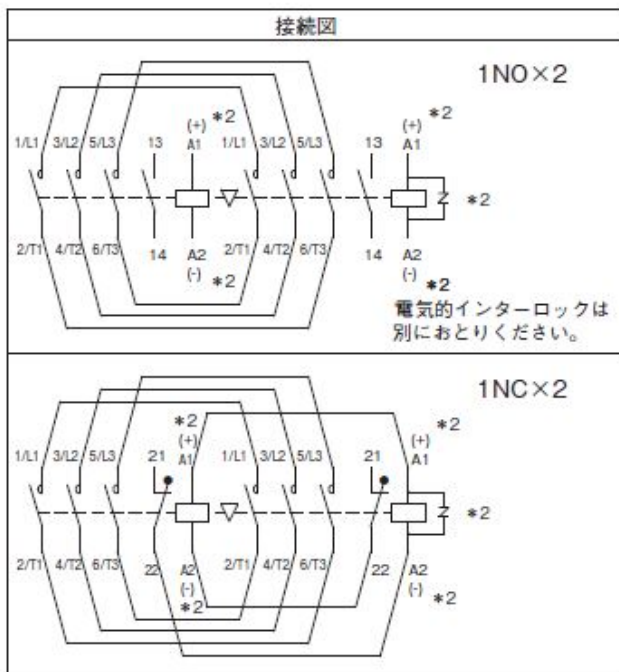 接続図
1NO×2
1/L1 3/L2 5/L3 13 (+) A1 *2 1/L1 3/L2 5/L3 13 (+) A1 *2
*2
2/T1 4/T2 6/T3 14 A2 (-) *2 2/T1 4/T2 6/T3 14 A2 (-) *2
電気的インターロックは
別におとりください。
1NC×2
1/L1 3/L2 5/L3 21 *2 (+) A1 1/L1 3/L2 5/L3 21 (+) A1 *2
*2
2/T1 4/T2 6/T3 22 A2 (-) *2 2/T1 4/T2 6/T3 22 A2 (-) *2